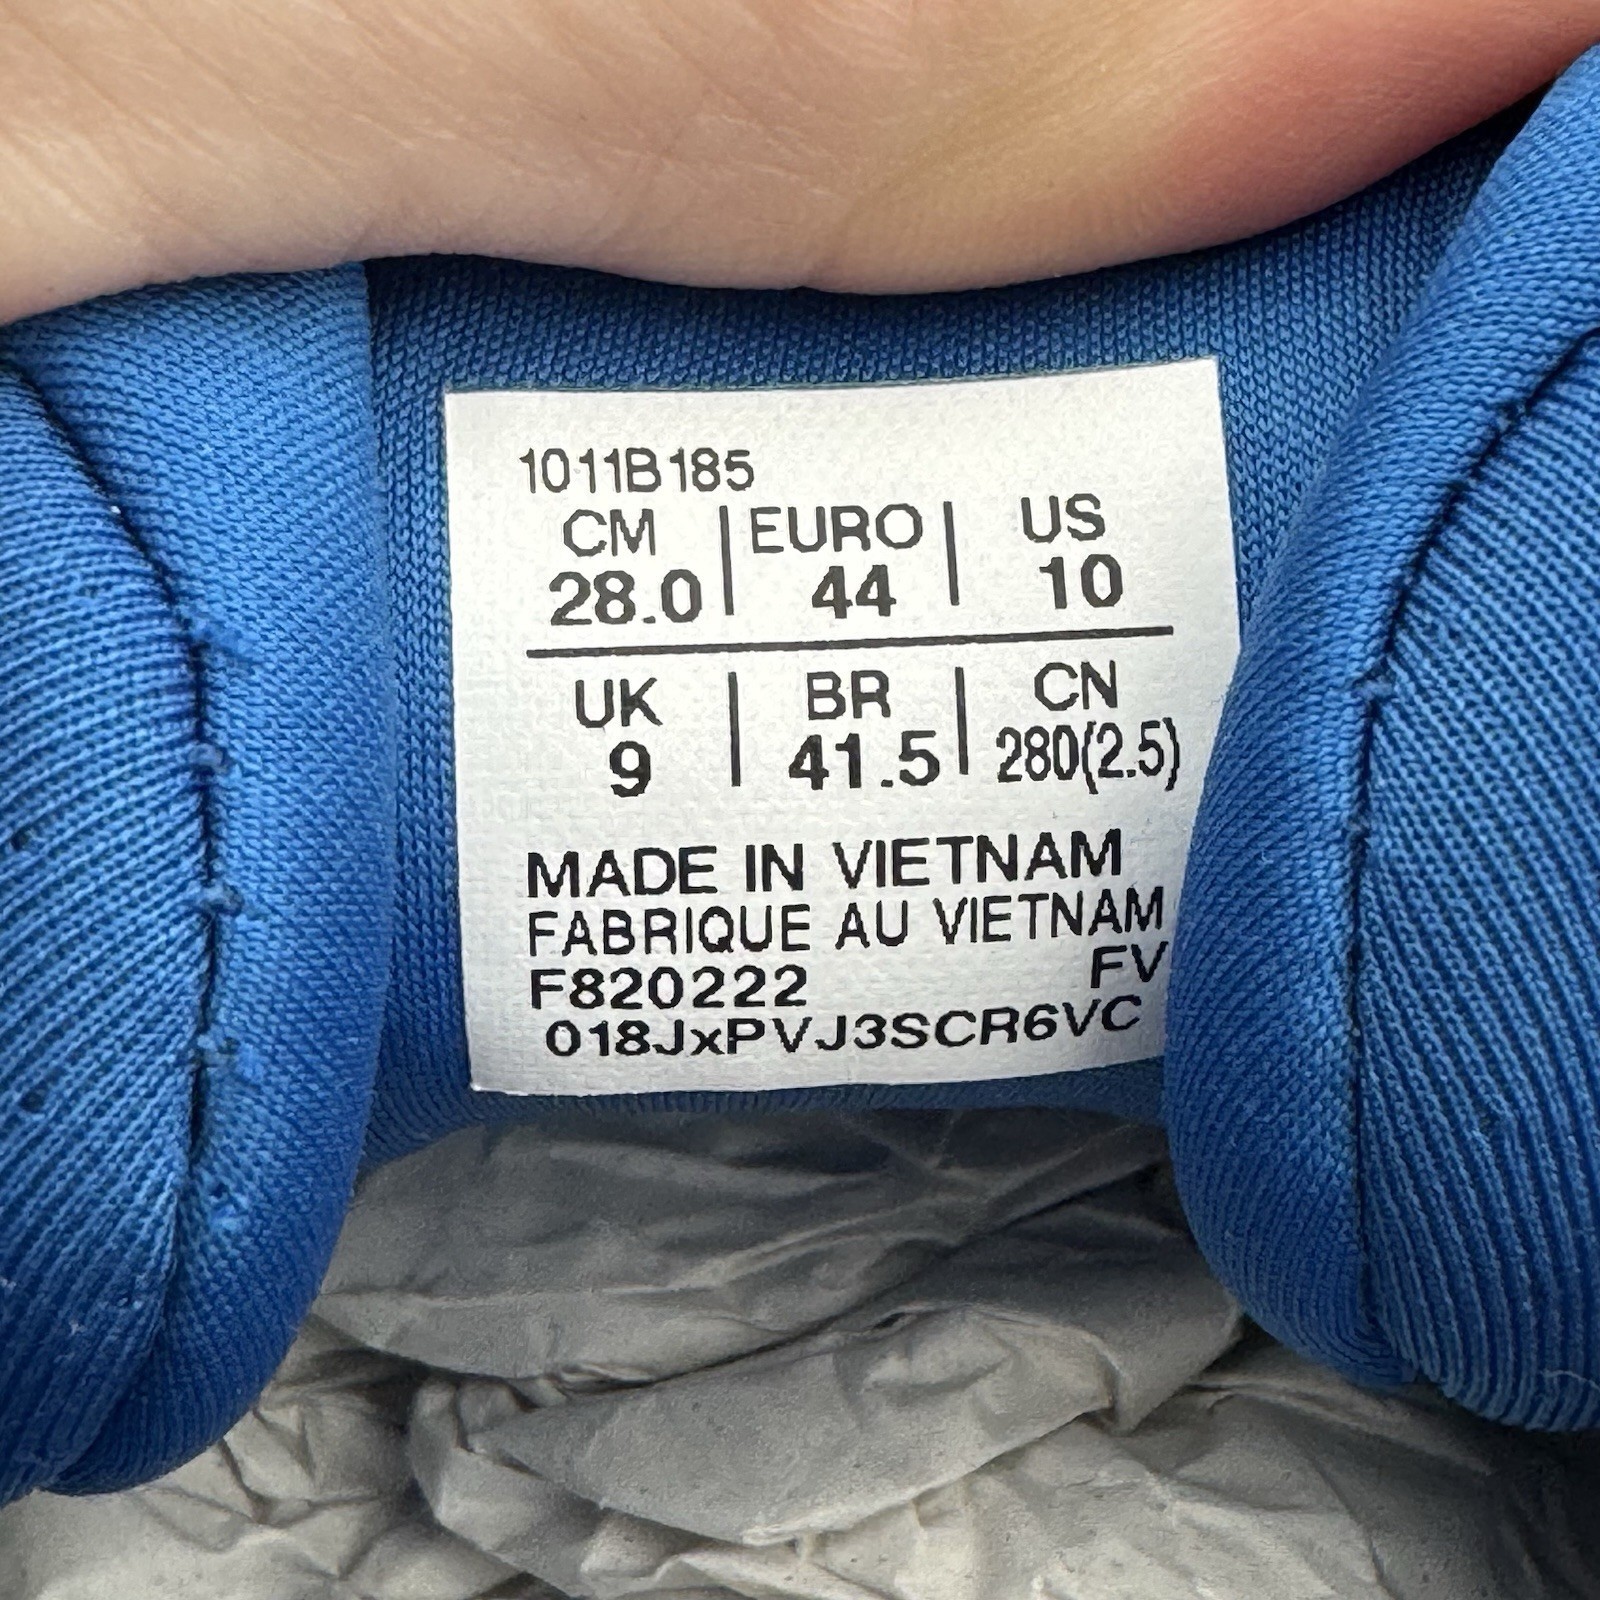 1011B185
CM | EURO | US
28.0 | 44 | 10
UK | BR | CN
9 | 41.5 | 280(2.5)
MADE IN VIETNAM
FABRIQUE AU VIETNAM
F820222 FV
018JxPVJ3SCR6VC